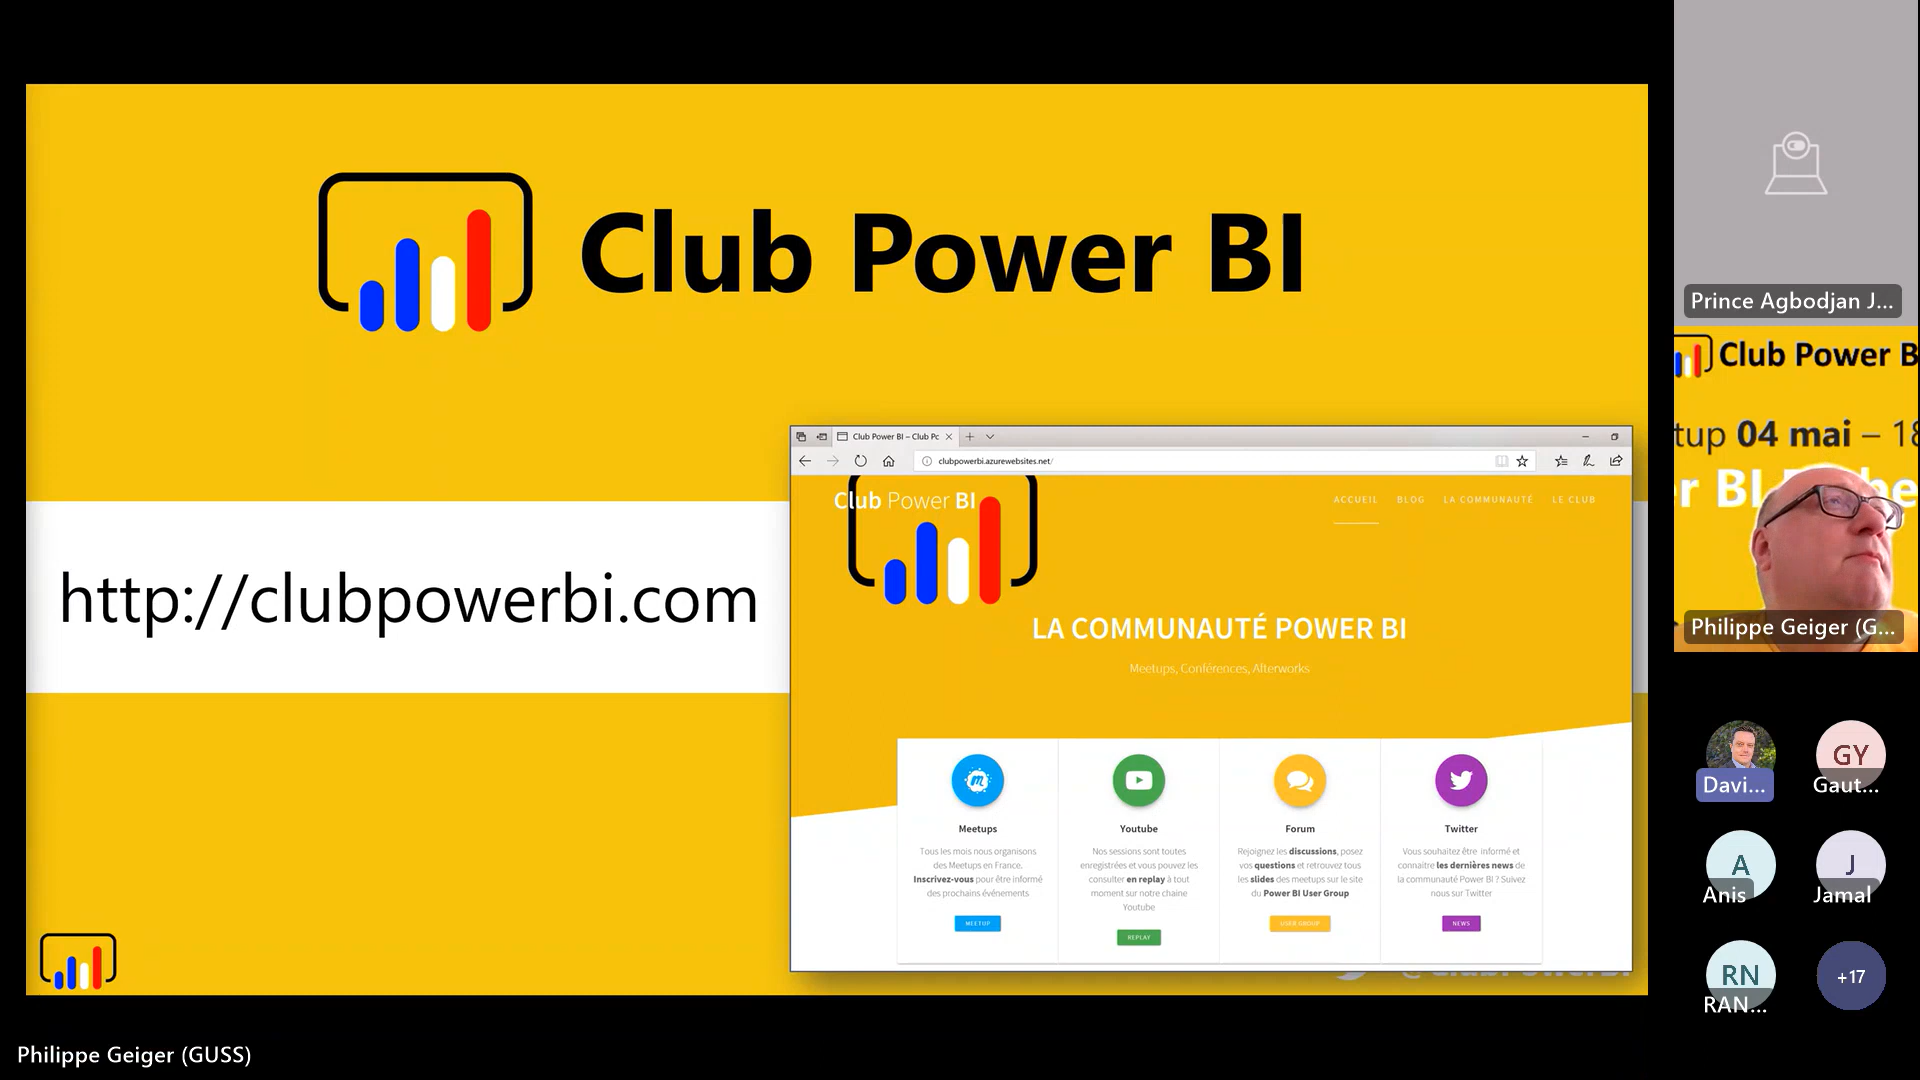 Club Power BI
http://clubpowerbi.com
Club Power BI – Club Pc
clubpowerbi.azurewebsites.net/
Club Power BI
ACCUEIL BLOG LA COMMUNAUTÉ LE CLUB
LA COMMUNAUTÉ POWER BI
Meetups, Conférences, Afterworks
Meetups
Tous les mois nous organisons
des Meetups en France.
Inscrivez-vous pour être informé
des prochains événements
MEETUP
Youtube
Nos sessions sont toutes
enregistrées et vous pouvez les
consulter en replay à tout
moment sur notre chaine
Youtube
REPLAY
Forum
Rejoignez les discussions, posez
vos questions et retrouvez tous
les slides des meetups sur le site
du Power BI User Group
USER GROUP
Twitter
Vous souhaitez être informé et
connaitre les dernières news de
la communauté Power BI ? Suivez
nous sur Twitter
NEWS
Prince Agbodjan J...
Club Power B
tup 04 mai – 18
r BI
Philippe Geiger (G...
Davi...
GY
Gaut...
A
Anis
J
Jamal
RN
RAN...
+17
Philippe Geiger (GUSS)